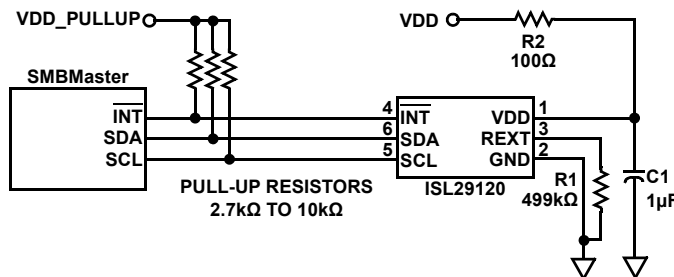 VDD_PULLUP
VDD
R2
100Ω
SMBMaster
INT
SDA
SCL
4
6
5
INT
SDA
SCL
VDD
REXT
GND
1
3
2
ISL29120
PULL-UP RESISTORS
2.7kΩ TO 10kΩ
R1
499kΩ
C1
1µF